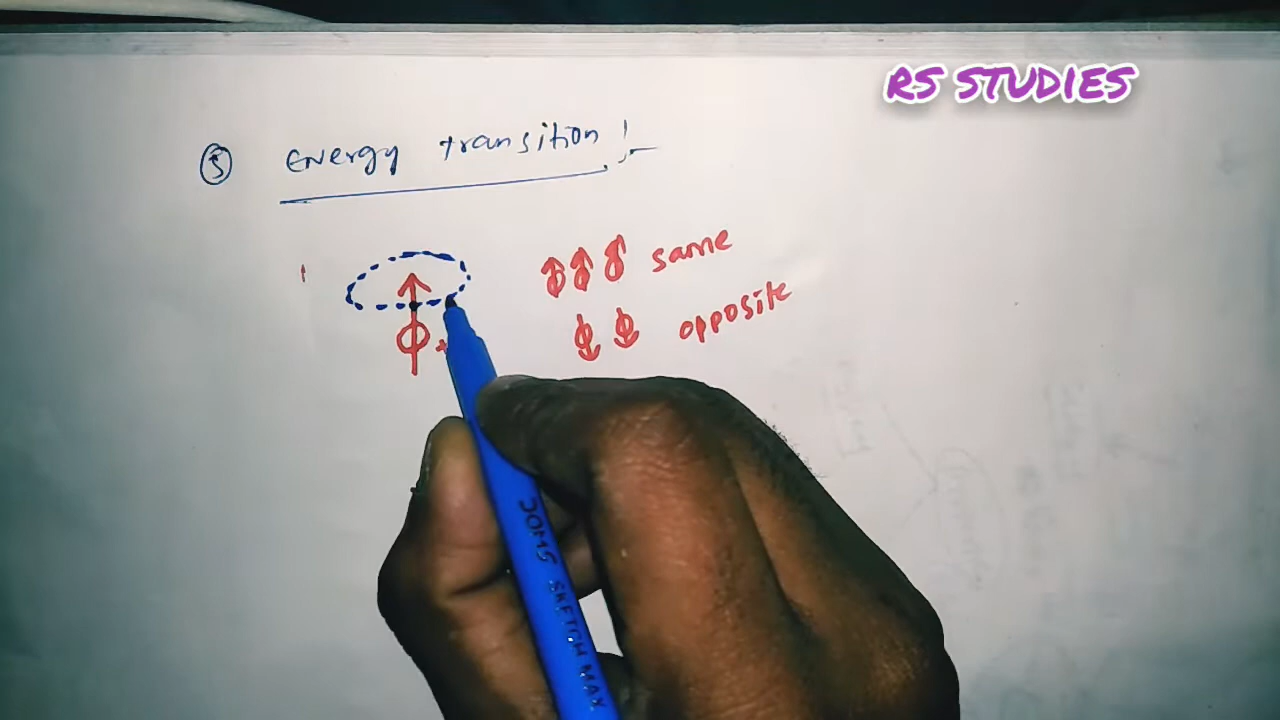 RS STUDIES
⑤ Energy transition :-
same
opposite
+
DOMS SKETCH MAX